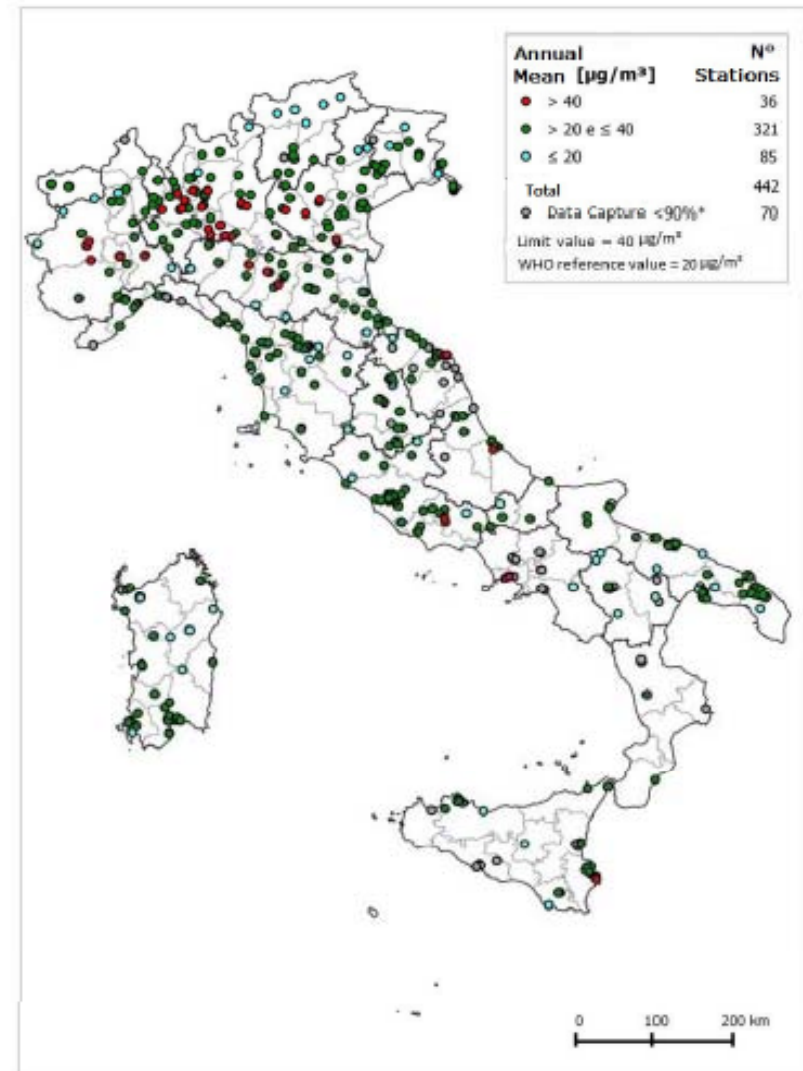 Annual N°
Mean [µg/m³] Stations
> 40 36
> 20 e ≤ 40 321
≤ 20 85
Total 442
Data Capture <90%* 70
Limit value = 40 µg/m³
WHO reference value = 20 µg/m³
0 100 200 km